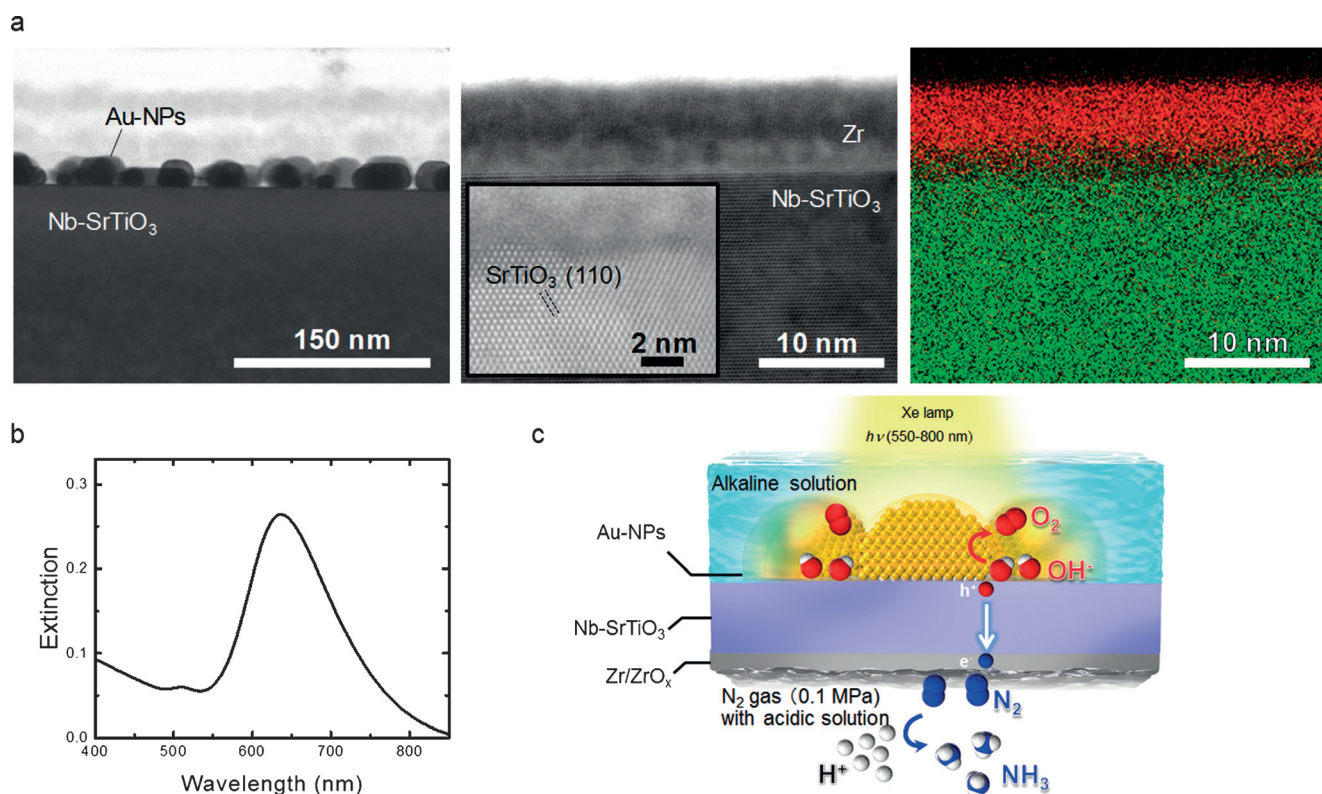 a
Au-NPs
Nb-SrTiO₃
150 nm
Zr
Nb-SrTiO₃
SrTiO₃ (110)
2 nm
10 nm
10 nm
b
0.3
0.2
0.1
0.0
400
500
600
700
800
Extinction
Wavelength (nm)
c
Xe lamp
hν (550-800 nm)
Alkaline solution
Au-NPs
O₂
OH⁻
h⁺
Nb-SrTiO₃
e⁻
Zr/ZrOₓ
N₂ gas (0.1 MPa)
with acidic solution
N₂
H⁺
NH₃